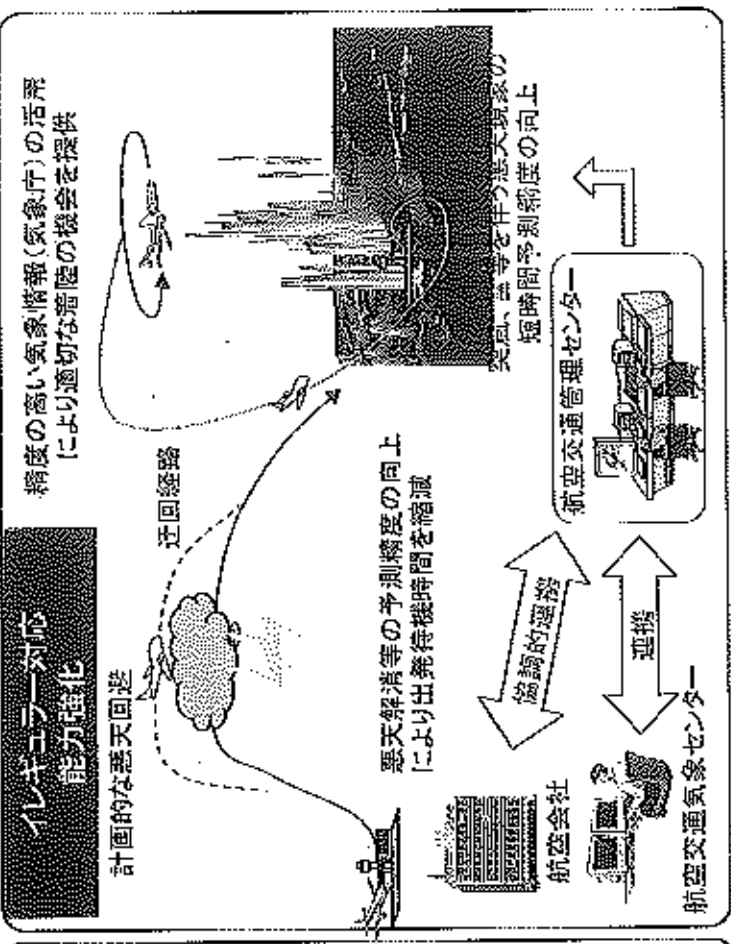 イレギュラー対応
能力強化
計画的な悪天回避
迂回経路
精度の高い気象情報(気象庁)の活用
により適切な着陸の機会を提供
悪天解消等の予測精度の向上
により出発待機時間を縮減
突風、雷等を伴う悪天現象の
短時間予測精度の向上
航空会社
協調的連携
連携
航空交通管理センター
航空交通気象センター